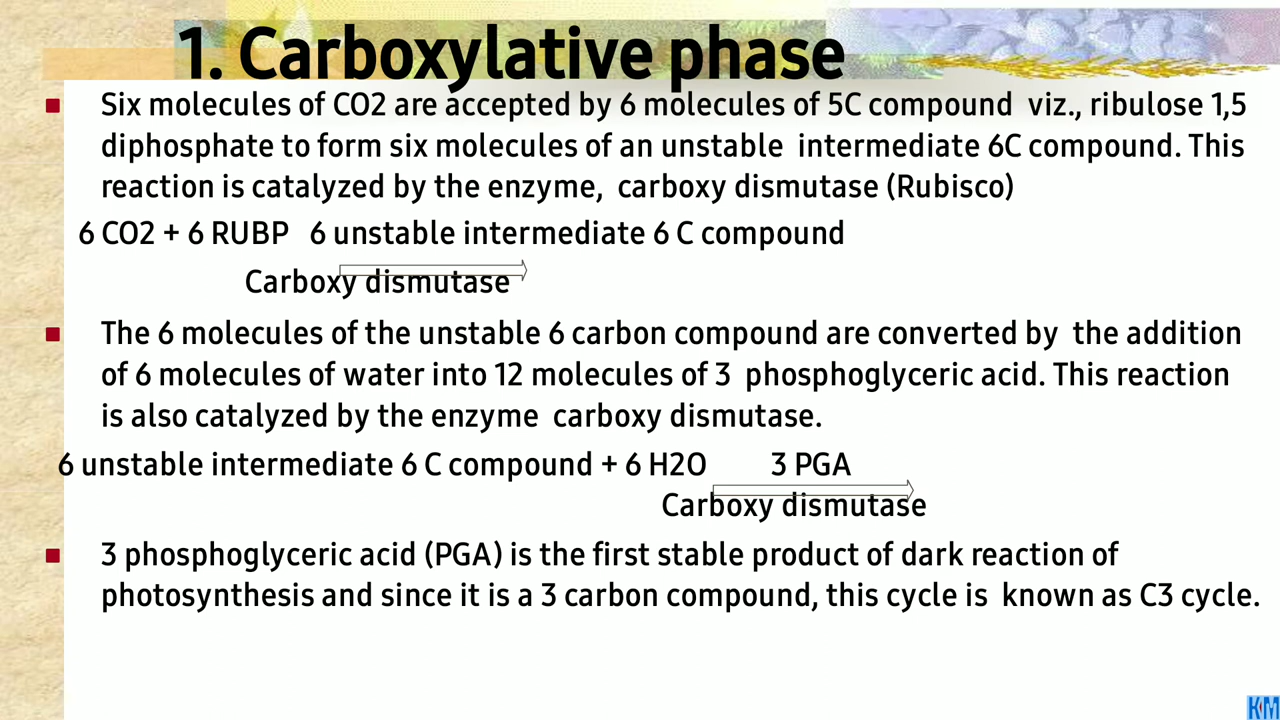 1. Carboxylative phase
Six molecules of CO2 are accepted by 6 molecules of 5C compound viz., ribulose 1,5
diphosphate to form six molecules of an unstable intermediate 6C compound. This
reaction is catalyzed by the enzyme, carboxy dismutase (Rubisco)
6 CO2 + 6 RUBP 6 unstable intermediate 6 C compound
Carboxy dismutase
The 6 molecules of the unstable 6 carbon compound are converted by the addition
of 6 molecules of water into 12 molecules of 3 phosphoglyceric acid. This reaction
is also catalyzed by the enzyme carboxy dismutase.
6 unstable intermediate 6 C compound + 6 H2O 3 PGA
Carboxy dismutase
3 phosphoglyceric acid (PGA) is the first stable product of dark reaction of
photosynthesis and since it is a 3 carbon compound, this cycle is known as C3 cycle.
KM